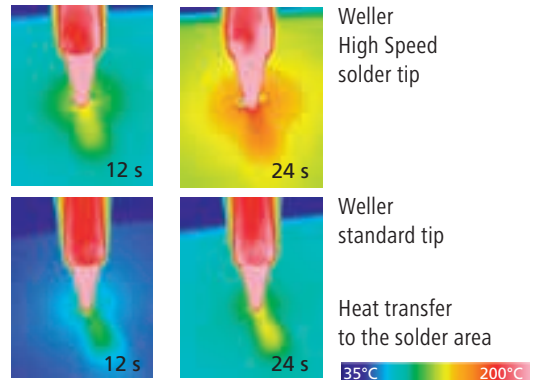 Weller
High Speed
solder tip
12 s
24 s
Weller
standard tip
Heat transfer
to the solder area
12 s
24 s
35°C
200°C